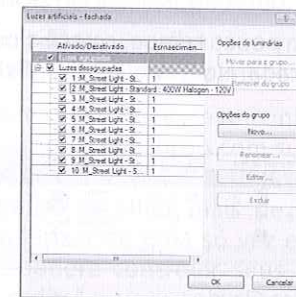 Luzes artificiais - fachada
Ativado/Desativado
Esmaecimen...
Opções de luminárias
Luzes agrupadas
Mover para o grupo...
Luzes desagrupadas
1 :M_Street Light - St...
1
Remover do grupo
2 :M_Street Light - Standard : 400W Halogen - 120V
3 :M_Street Light - St...
1
4 :M_Street Light - St...
1
Opções do grupo
5 :M_Street Light - St...
1
Novo...
6 :M_Street Light - St...
1
7 :M_Street Light - St...
1
Renomear...
8 :M_Street Light - St...
1
9 :M_Street Light - St...
1
Editar...
10 :M_Street Light - S...
1
Excluir
OK
Cancelar